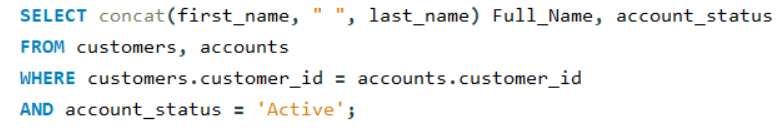 SELECT concat(first_name, " ", last_name) Full_Name, account_status
FROM customers, accounts
WHERE customers.customer_id = accounts.customer_id
AND account_status = 'Active';